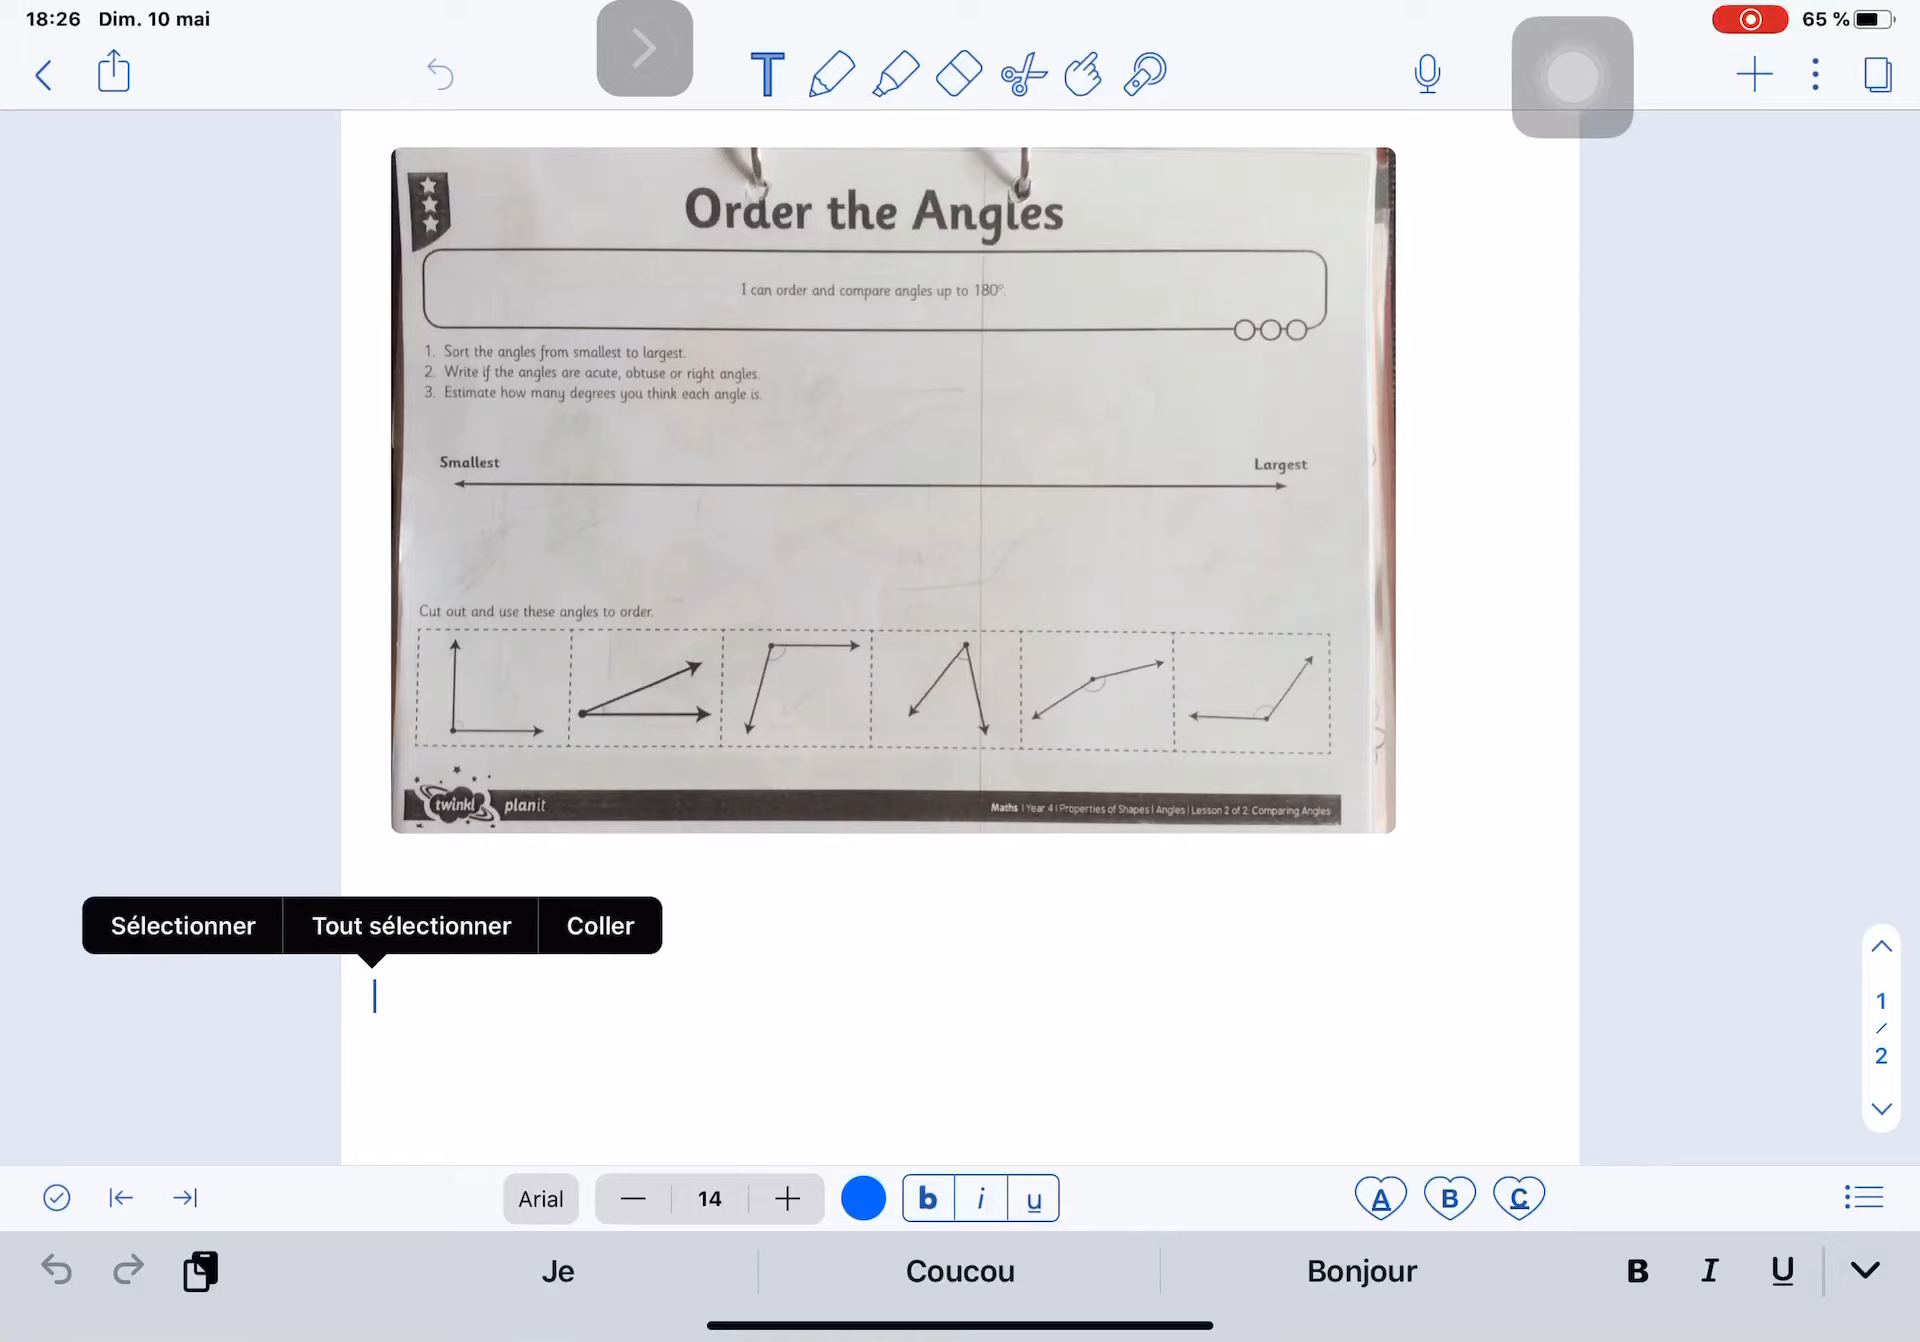 18:26 Dim. 10 mai
65 %
T
Order the Angles
I can order and compare angles up to 180°.
1. Sort the angles from smallest to largest.
2. Write if the angles are acute, obtuse or right angles.
3. Estimate how many degrees you think each angle is.
Smallest Largest
Cut out and use these angles to order.
twinkl planit Maths | Year 4 | Properties of Shapes | Angles | Lesson 2 of 2: Comparing Angles
Sélectionner Tout sélectionner Coller
1
/
2
Arial 14 b i u A B C
Je Coucou Bonjour B I U